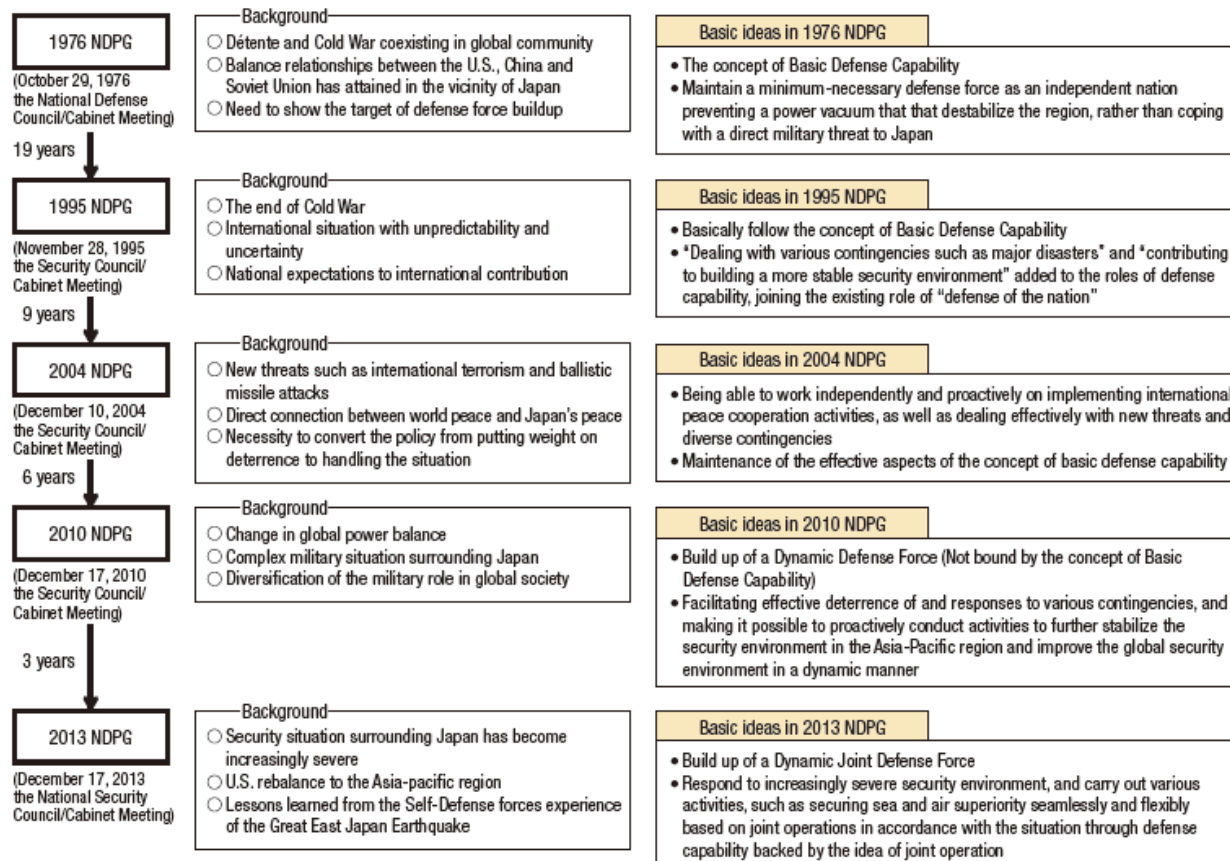 1976 NDPG
(October 29, 1976
the National Defense
Council/Cabinet Meeting)
Background
○ Détente and Cold War coexisting in global community
○ Balance relationships between the U.S., China and
Soviet Union has attained in the vicinity of Japan
○ Need to show the target of defense force buildup
Basic ideas in 1976 NDPG
• The concept of Basic Defense Capability
• Maintain a minimum-necessary defense force as an independent nation
preventing a power vacuum that that destabilize the region, rather than coping
with a direct military threat to Japan
19 years
1995 NDPG
(November 28, 1995
the Security Council/
Cabinet Meeting)
Background
○ The end of Cold War
○ International situation with unpredictability and
uncertainty
○ National expectations to international contribution
Basic ideas in 1995 NDPG
• Basically follow the concept of Basic Defense Capability
• “Dealing with various contingencies such as major disasters” and “contributing
to building a more stable security environment” added to the roles of defense
capability, joining the existing role of “defense of the nation”
9 years
2004 NDPG
(December 10, 2004
the Security Council/
Cabinet Meeting)
Background
○ New threats such as international terrorism and ballistic
missile attacks
○ Direct connection between world peace and Japan’s peace
○ Necessity to convert the policy from putting weight on
deterrence to handling the situation
Basic ideas in 2004 NDPG
• Being able to work independently and proactively on implementing international
peace cooperation activities, as well as dealing effectively with new threats and
diverse contingencies
• Maintenance of the effective aspects of the concept of basic defense capability
6 years
2010 NDPG
(December 17, 2010
the Security Council/
Cabinet Meeting)
Background
○ Change in global power balance
○ Complex military situation surrounding Japan
○ Diversification of the military role in global society
Basic ideas in 2010 NDPG
• Build up of a Dynamic Defense Force (Not bound by the concept of Basic
Defense Capability)
• Facilitating effective deterrence of and responses to various contingencies, and
making it possible to proactively conduct activities to further stabilize the
security environment in the Asia-Pacific region and improve the global security
environment in a dynamic manner
3 years
2013 NDPG
(December 17, 2013
the National Security
Council/Cabinet Meeting)
Background
○ Security situation surrounding Japan has become
increasingly severe
○ U.S. rebalance to the Asia-pacific region
○ Lessons learned from the Self-Defense forces experience
of the Great East Japan Earthquake
Basic ideas in 2013 NDPG
• Build up of a Dynamic Joint Defense Force
• Respond to increasingly severe security environment, and carry out various
activities, such as securing sea and air superiority seamlessly and flexibly
based on joint operations in accordance with the situation through defense
capability backed by the idea of joint operation